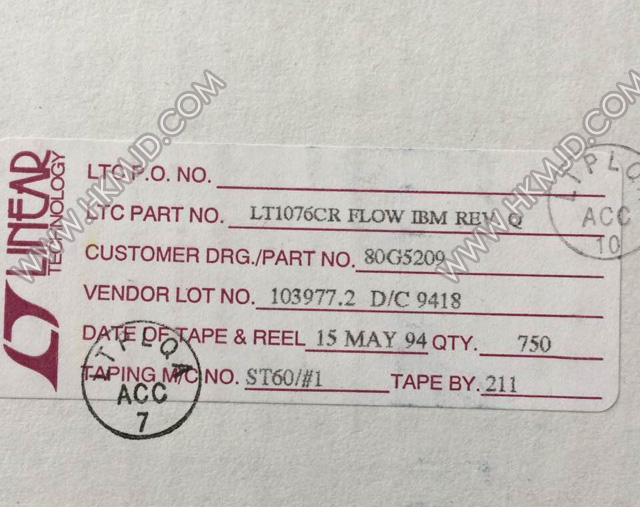 LINEAR
TECHNOLOGY
LTC P.O. NO.
LTC PART NO. LT1076CR FLOW IBM REV Q
CUSTOMER DRG./PART NO. 80G5209
VENDOR LOT NO. 103977.2 D/C 9418
DATE OF TAPE & REEL 15 MAY 94 QTY. 750
TAPING M/C NO. ST60/#1 TAPE BY. 211
LTPLQA
ACC
7
LTPLQ
ACC
10
WWW.HKMJD.COM
WWW.HKMJD.COM